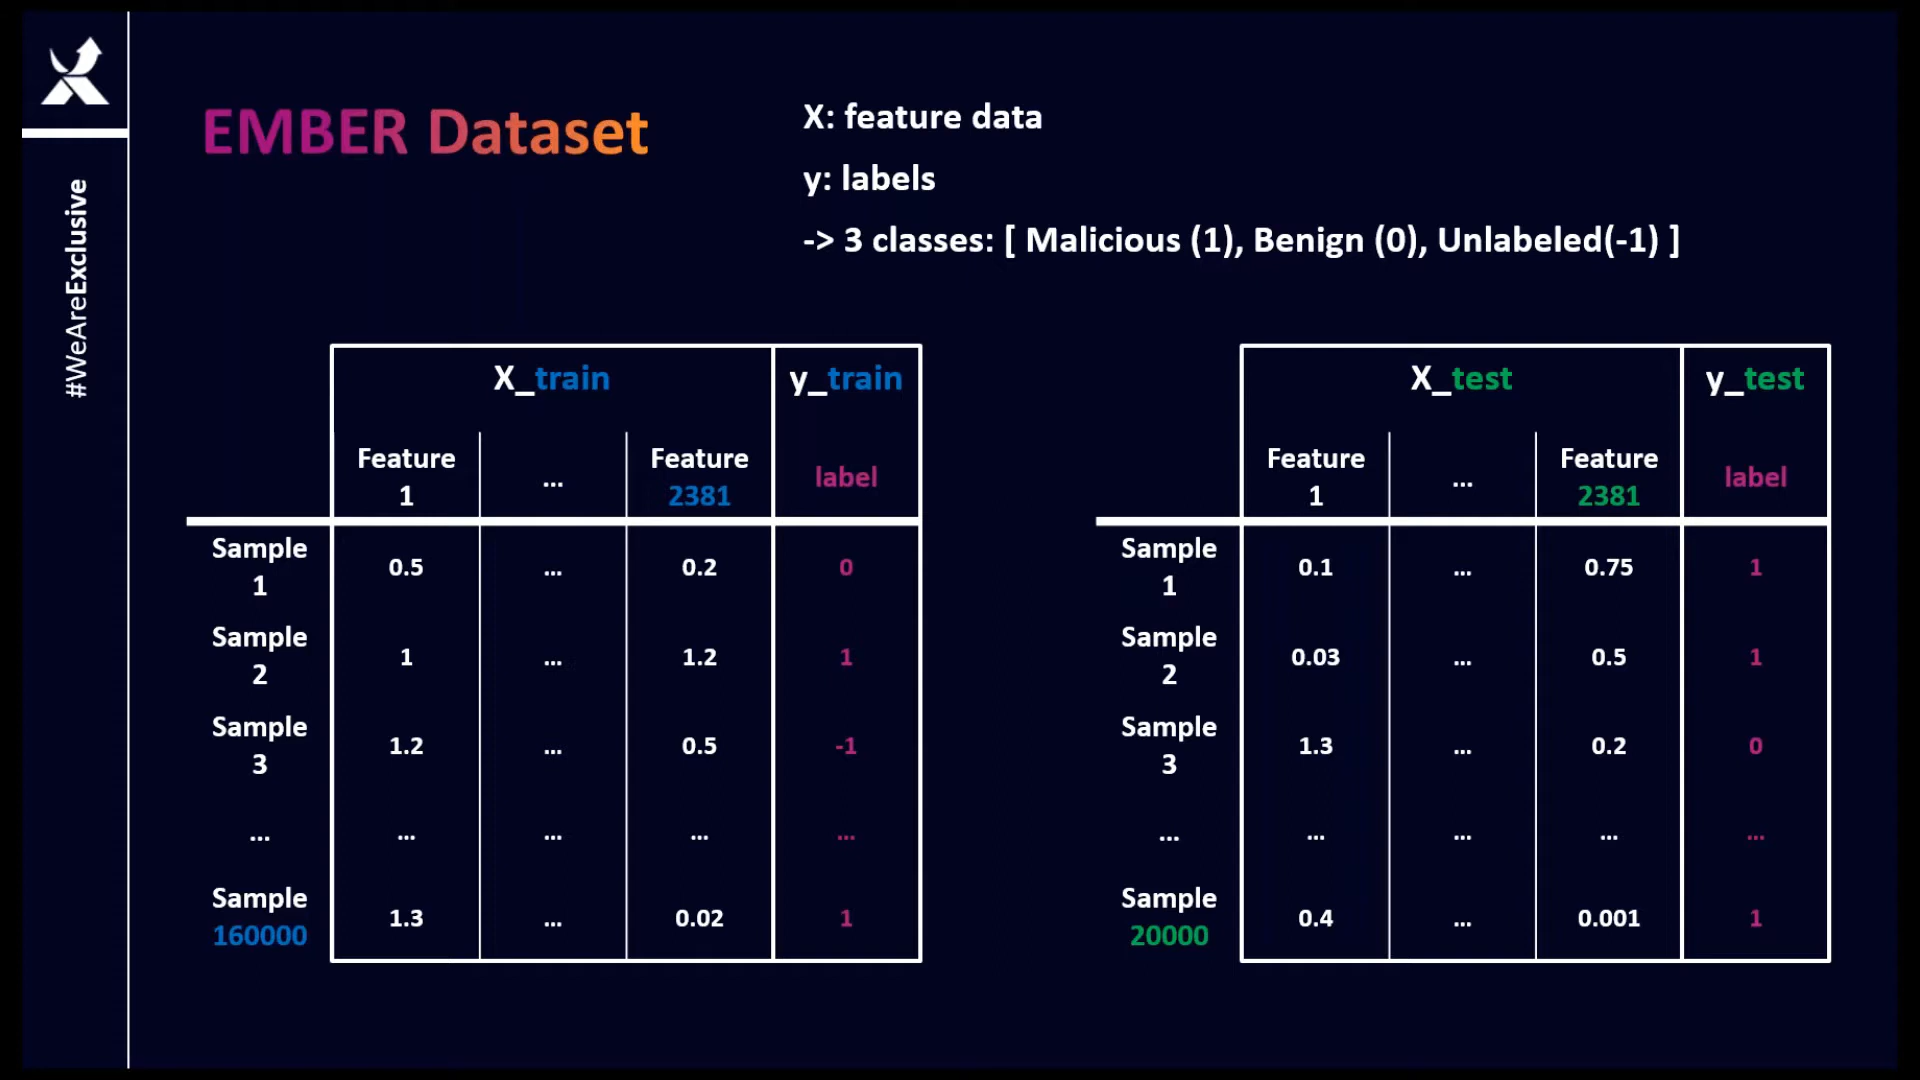 #WeAreExclusive
EMBER Dataset
X: feature data
y: labels
-> 3 classes: [ Malicious (1), Benign (0), Unlabeled(-1) ]
X_train y_train
Feature 1 ... Feature 2381 label
Sample 1 0.5 ... 0.2 0
Sample 2 1 ... 1.2 1
Sample 3 1.2 ... 0.5 -1
... ... ... ... ...
Sample 160000 1.3 ... 0.02 1
X_test y_test
Feature 1 ... Feature 2381 label
Sample 1 0.1 ... 0.75 1
Sample 2 0.03 ... 0.5 1
Sample 3 1.3 ... 0.2 0
... ... ... ... ...
Sample 20000 0.4 ... 0.001 1